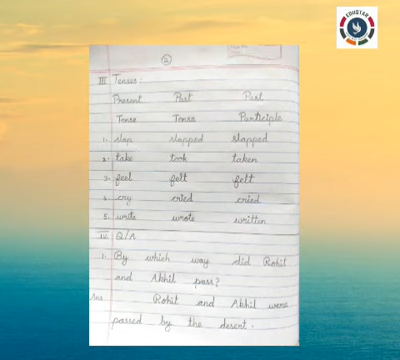 EDUSTAR
2
III Tenses:
Present Past Past
Tense Tense Participle
1. slap slapped slapped
2. take took taken
3. feel felt felt
4. cry cried cried
5. write wrote written
IV Q/A
1. By which way did Rohit
and Akhil pass?
Ans Rohit and Akhil were
passed by the desert.